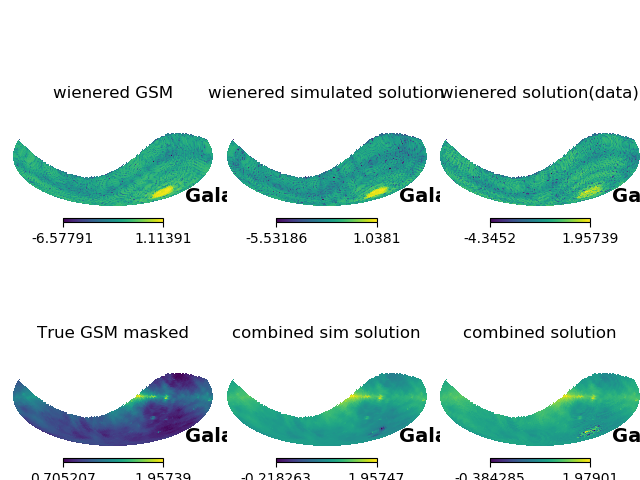 wienered GSM
wienered simulated solution
wienered solution(data)
Gala
Gala
Ga
-6.57791 1.11391
-5.53186 1.0381
-4.3452 1.95739
True GSM masked
combined sim solution
combined solution
Gala
Gala
Ga
0.705207 1.95739
-0.218263 1.95747
-0.384285 1.97901